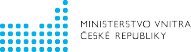 MINISTERSTVO VNITRA
ČESKÉ REPUBLIKY